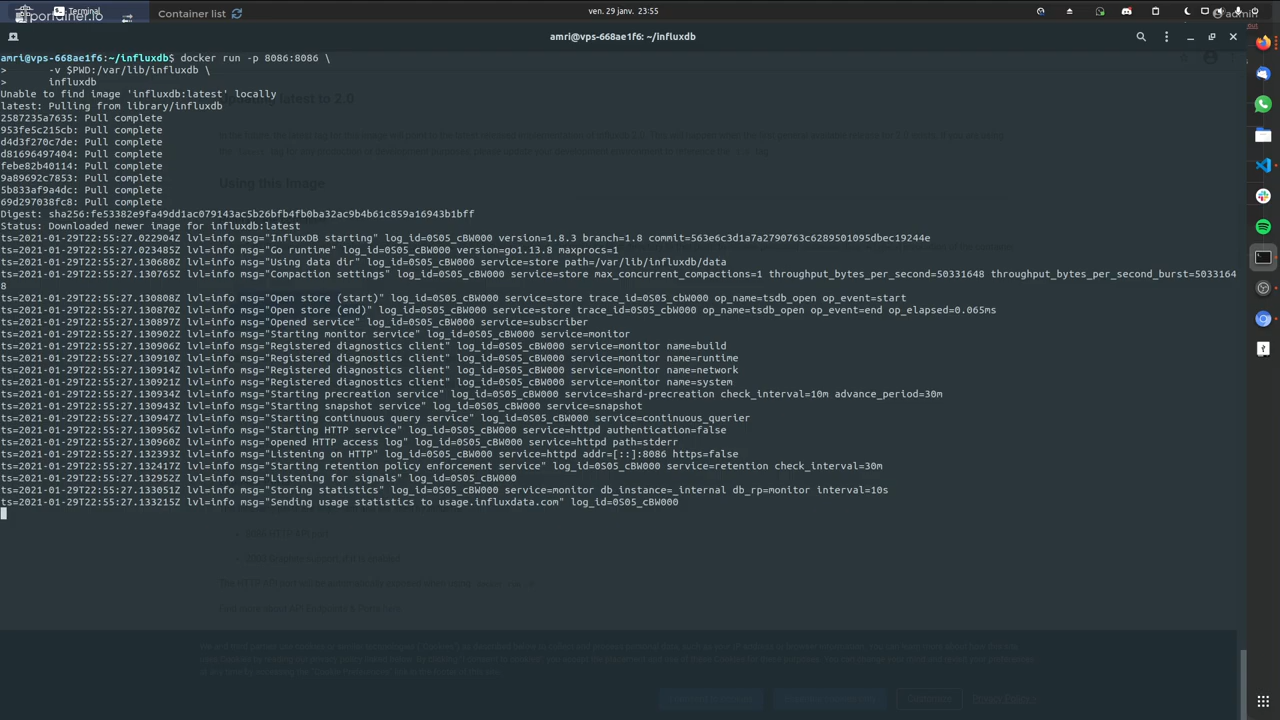 portainer.io
Terminal
Container list
ven. 29 janv. 23:55
admin
amri@vps-668ae1f6: ~/influxdb
amri@vps-668ae1f6:~/influxdb$ docker run -p 8086:8086 \
>       -v $PWD:/var/lib/influxdb \
>       influxdb
Unable to find image 'influxdb:latest' locally
latest: Pulling from library/influxdb
2587235a7635: Pull complete
953fe5c215cb: Pull complete
d4d3f270c7de: Pull complete
d81696497404: Pull complete
febe82b40114: Pull complete
9a89692c7853: Pull complete
5b833af9a4dc: Pull complete
69d297038fc8: Pull complete
Digest: sha256:fe53382e9fa49dd1ac079143ac5b26bfb4fb0ba32ac9b4b61c859a16943b1bff
Status: Downloaded newer image for influxdb:latest
ts=2021-01-29T22:55:27.022904Z lvl=info msg="InfluxDB starting" log_id=0S05_cBW000 version=1.8.3 branch=1.8 commit=563e6c3d1a7a2790763c6289501095dbec19244e
ts=2021-01-29T22:55:27.023485Z lvl=info msg="Go runtime" log_id=0S05_cBW000 version=go1.13.8 maxprocs=1
ts=2021-01-29T22:55:27.130680Z lvl=info msg="Using data dir" log_id=0S05_cBW000 service=store path=/var/lib/influxdb/data
ts=2021-01-29T22:55:27.130765Z lvl=info msg="Compaction settings" log_id=0S05_cBW000 service=store max_concurrent_compactions=1 throughput_bytes_per_second=50331648 throughput_bytes_per_second_burst=5033164
8
ts=2021-01-29T22:55:27.130808Z lvl=info msg="Open store (start)" log_id=0S05_cBW000 service=store trace_id=0S05_cBW000 op_name=tsdb_open op_event=start
ts=2021-01-29T22:55:27.130870Z lvl=info msg="Open store (end)" log_id=0S05_cBW000 service=store trace_id=0S05_cBW000 op_name=tsdb_open op_event=end op_elapsed=0.065ms
ts=2021-01-29T22:55:27.130897Z lvl=info msg="Opened service" log_id=0S05_cBW000 service=subscriber
ts=2021-01-29T22:55:27.130902Z lvl=info msg="Starting monitor service" log_id=0S05_cBW000 service=monitor
ts=2021-01-29T22:55:27.130906Z lvl=info msg="Registered diagnostics client" log_id=0S05_cBW000 service=monitor name=build
ts=2021-01-29T22:55:27.130910Z lvl=info msg="Registered diagnostics client" log_id=0S05_cBW000 service=monitor name=runtime
ts=2021-01-29T22:55:27.130914Z lvl=info msg="Registered diagnostics client" log_id=0S05_cBW000 service=monitor name=network
ts=2021-01-29T22:55:27.130921Z lvl=info msg="Registered diagnostics client" log_id=0S05_cBW000 service=monitor name=system
ts=2021-01-29T22:55:27.130934Z lvl=info msg="Starting precreation service" log_id=0S05_cBW000 service=shard-precreation check_interval=10m advance_period=30m
ts=2021-01-29T22:55:27.130943Z lvl=info msg="Starting snapshot service" log_id=0S05_cBW000 service=snapshot
ts=2021-01-29T22:55:27.130947Z lvl=info msg="Starting continuous query service" log_id=0S05_cBW000 service=continuous_querier
ts=2021-01-29T22:55:27.130956Z lvl=info msg="Starting HTTP service" log_id=0S05_cBW000 service=httpd authentication=false
ts=2021-01-29T22:55:27.130960Z lvl=info msg="opened HTTP access log" log_id=0S05_cBW000 service=httpd path=stderr
ts=2021-01-29T22:55:27.132393Z lvl=info msg="Listening on HTTP" log_id=0S05_cBW000 service=httpd addr=[::]:8086 https=false
ts=2021-01-29T22:55:27.132417Z lvl=info msg="Starting retention policy enforcement service" log_id=0S05_cBW000 service=retention check_interval=30m
ts=2021-01-29T22:55:27.132952Z lvl=info msg="Listening for signals" log_id=0S05_cBW000
ts=2021-01-29T22:55:27.133051Z lvl=info msg="Storing statistics" log_id=0S05_cBW000 service=monitor db_instance=_internal db_rp=monitor interval=10s
ts=2021-01-29T22:55:27.133215Z lvl=info msg="Sending usage statistics to usage.influxdata.com" log_id=0S05_cBW000
Updating latest to 2.0
Using this Image
8086 HTTP API port
Customize
Privacy Policy